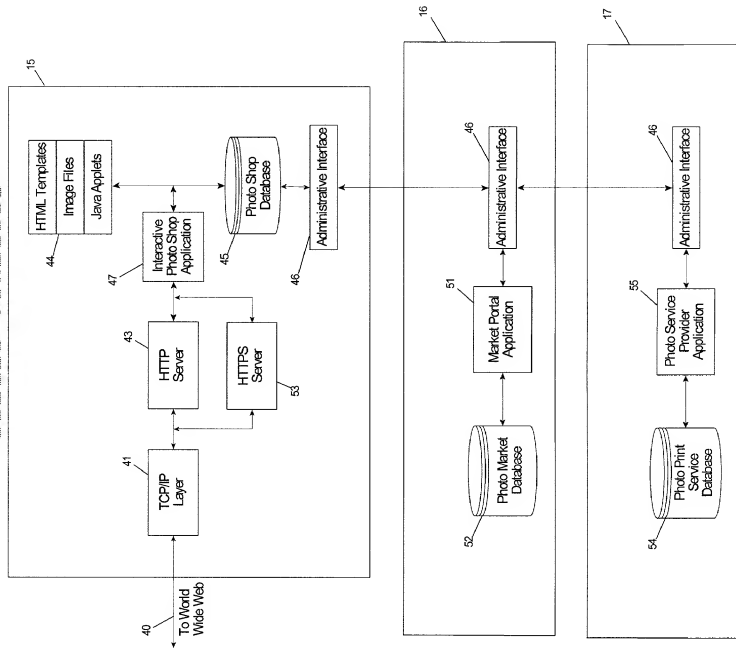 15
HTML Templates
Image Files
Java Applets
44
47
Interactive
Photo Shop
Application
45
Photo Shop
Database
46
Administrative Interface
43
HTTP
Server
HTTPS
Server
53
41
TCP/IP
Layer
40
To World
Wide Web
16
46
Administrative Interface
51
Market Portal
Application
52
Photo Market
Database
17
46
Administrative Interface
55
Photo Service
Provider
Application
54
Photo Print
Service
Database